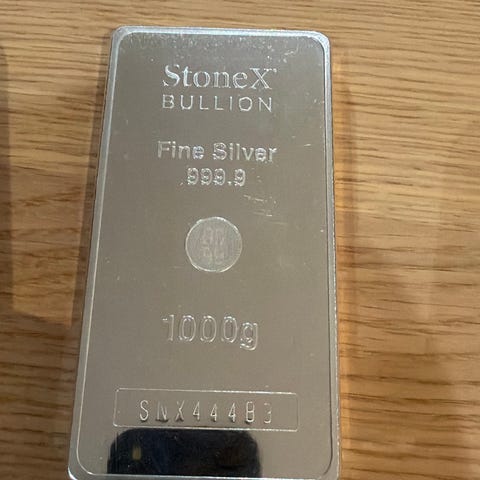 StoneX
BULLION
Fine Silver
999.9
1000g
SNX44483